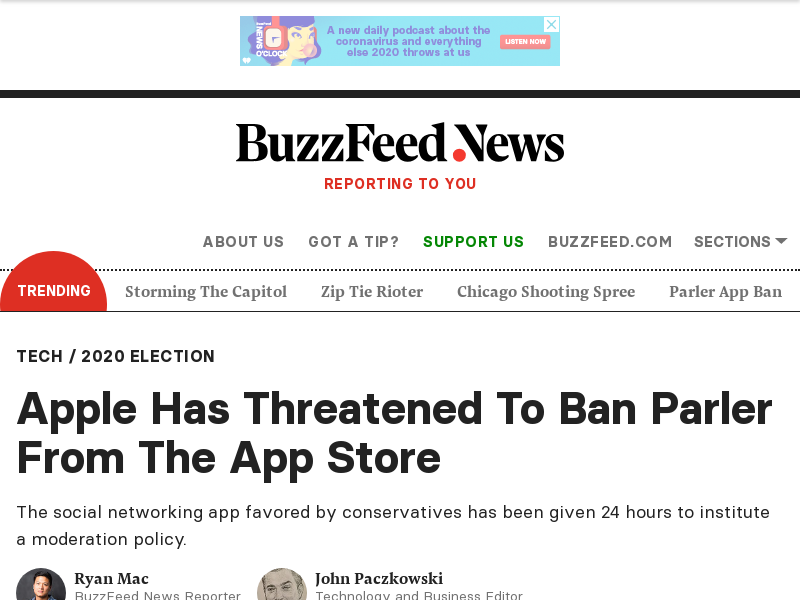 NEWS O'CLOCK
A new daily podcast about the
coronavirus and everything
else 2020 throws at us
LISTEN NOW
BuzzFeed News
REPORTING TO YOU
ABOUT US GOT A TIP? SUPPORT US BUZZFEED.COM SECTIONS
TRENDING Storming The Capitol Zip Tie Rioter Chicago Shooting Spree Parler App Ban
TECH / 2020 ELECTION
Apple Has Threatened To Ban Parler
From The App Store
The social networking app favored by conservatives has been given 24 hours to institute
a moderation policy.
Ryan Mac John Paczkowski
BuzzFeed News Reporter Technology and Business Editor